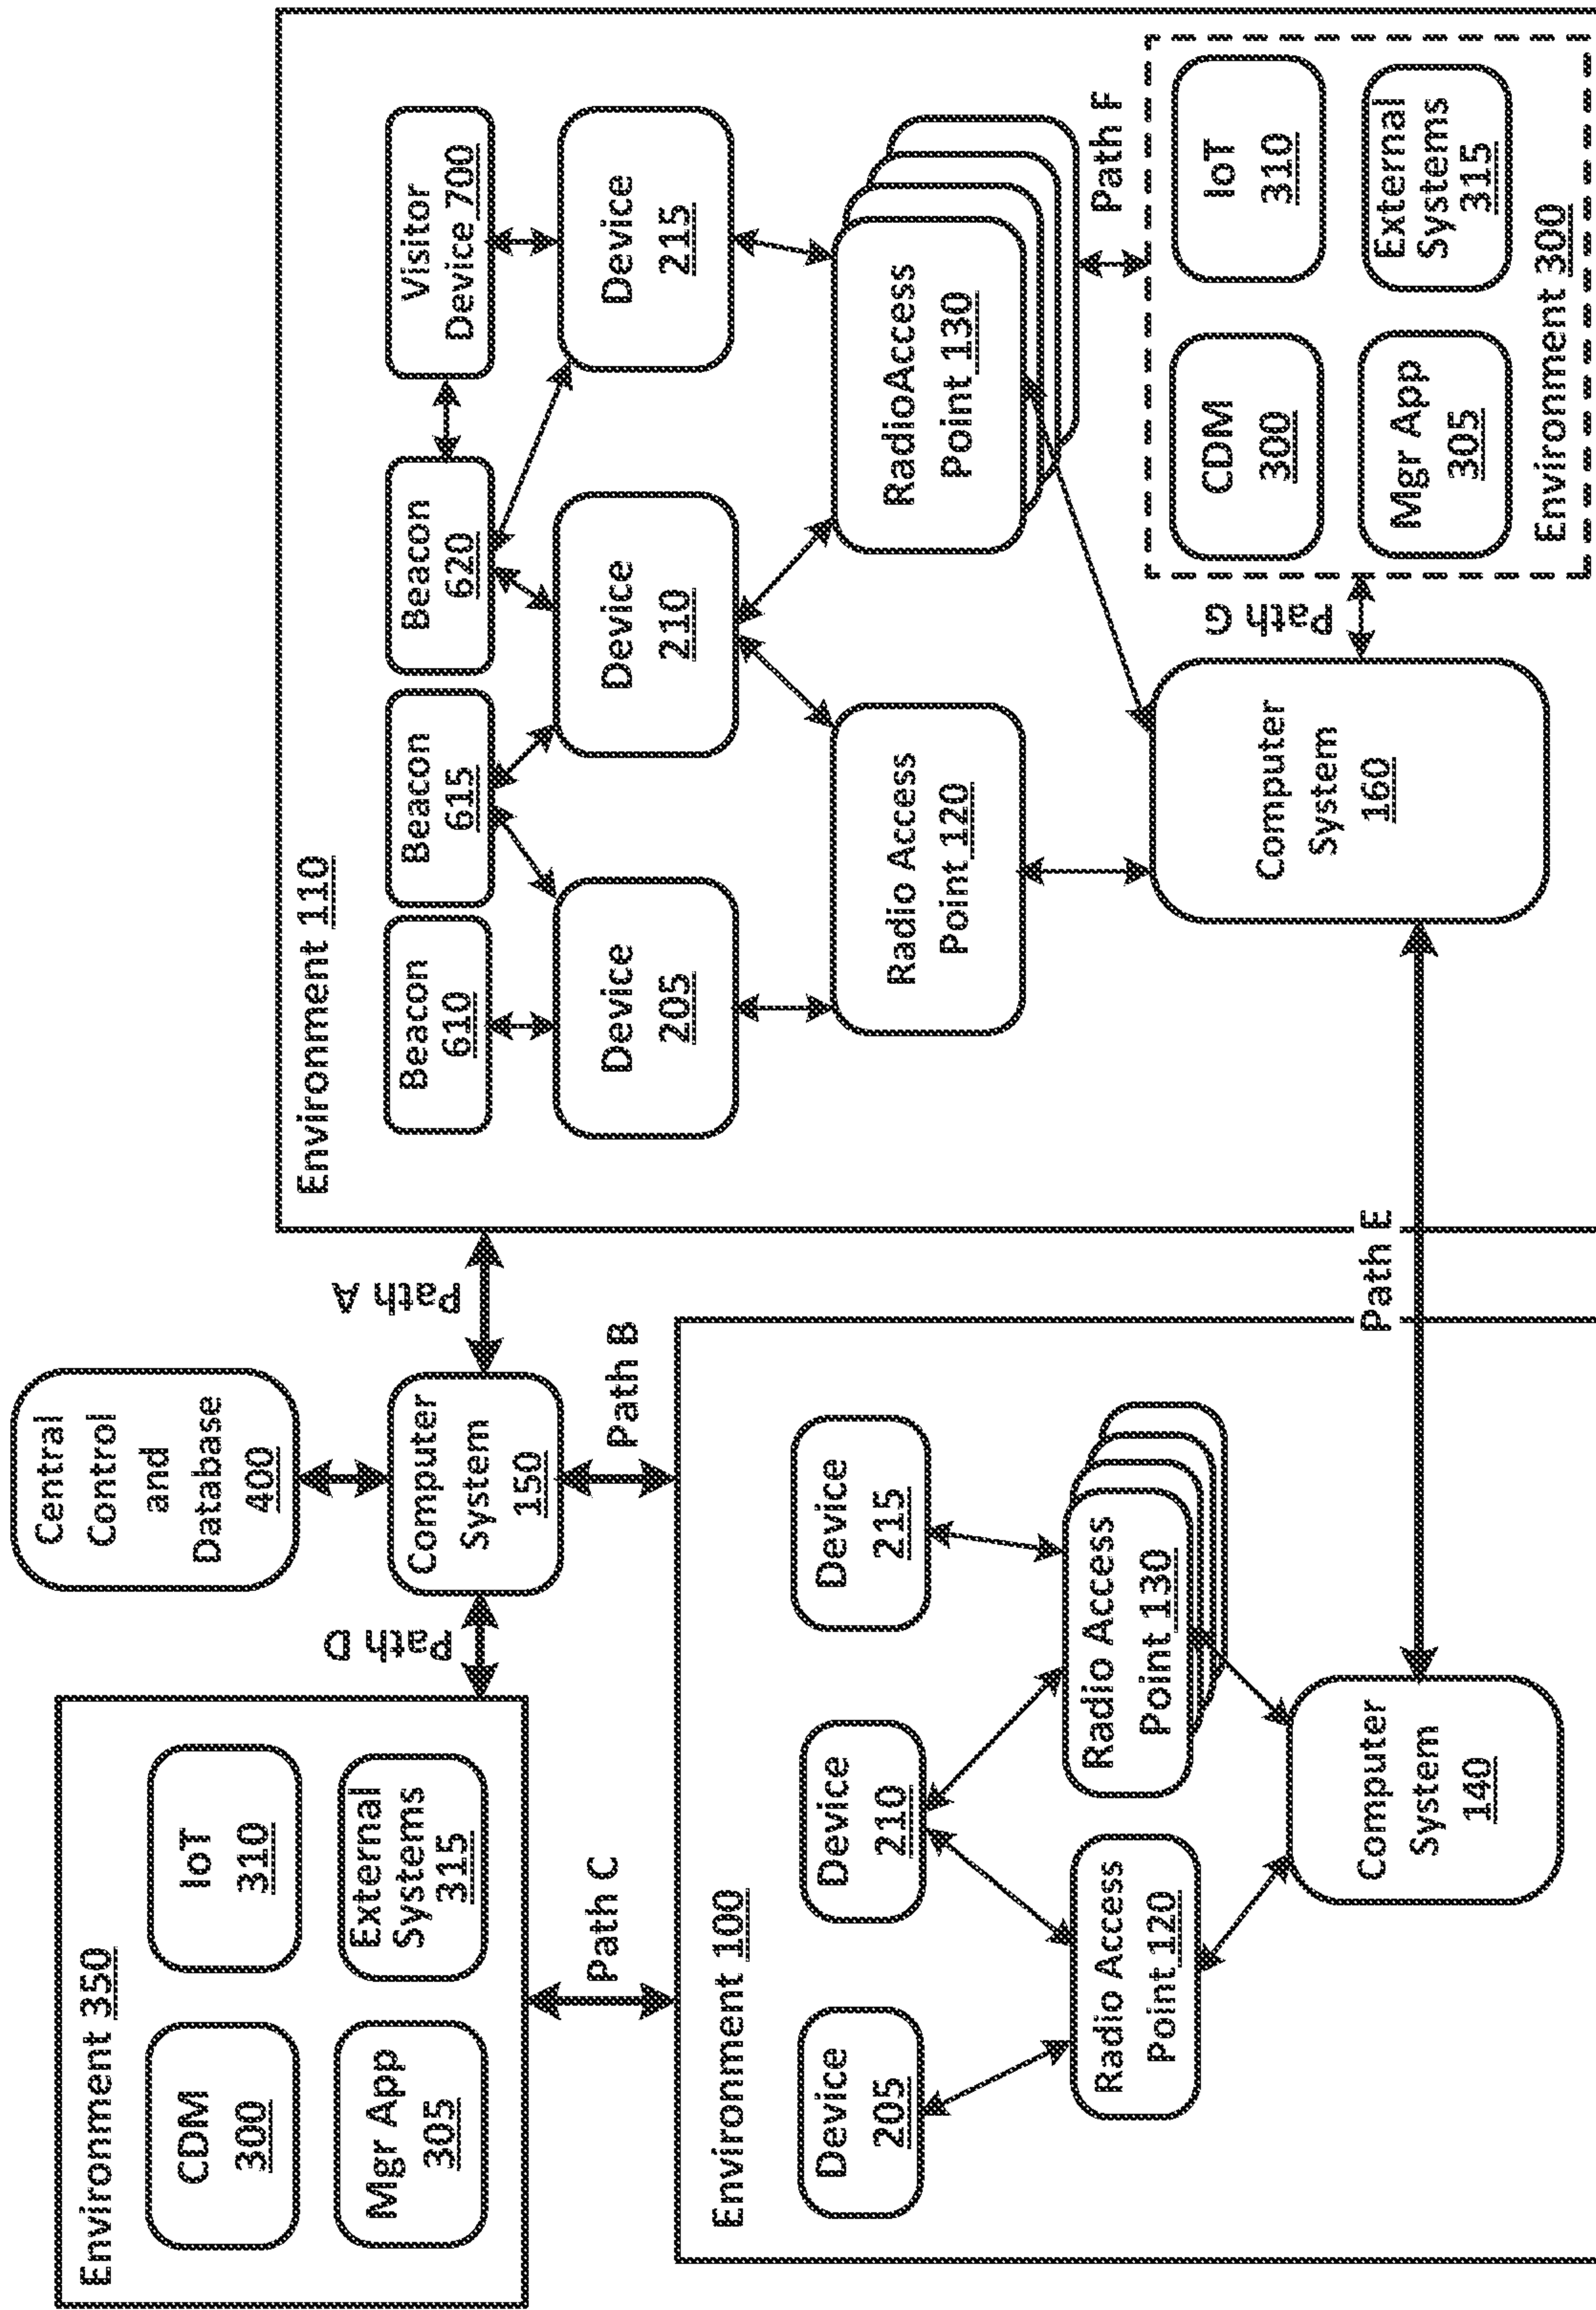 Environment 350
CDM
300
IoT
310
Mgr App
305
External
Systems
315
Path D
Path C
Central
Control
and
Database
400
Computer
System
150
Path A
Path B
Environment 100
Device
205
Device
210
Device
215
Radio Access
Point 120
Radio Access
Point 130
Computer
System
140
Path E
Environment 110
Beacon
610
Beacon
615
Beacon
620
Visitor
Device 700
Device
205
Device
210
Device
215
Radio Access
Point 120
RadioAccess
Point 130
Computer
System
160
Path F
Path G
CDM
300
IoT
310
Mgr App
305
External
Systems
315
Environment 300